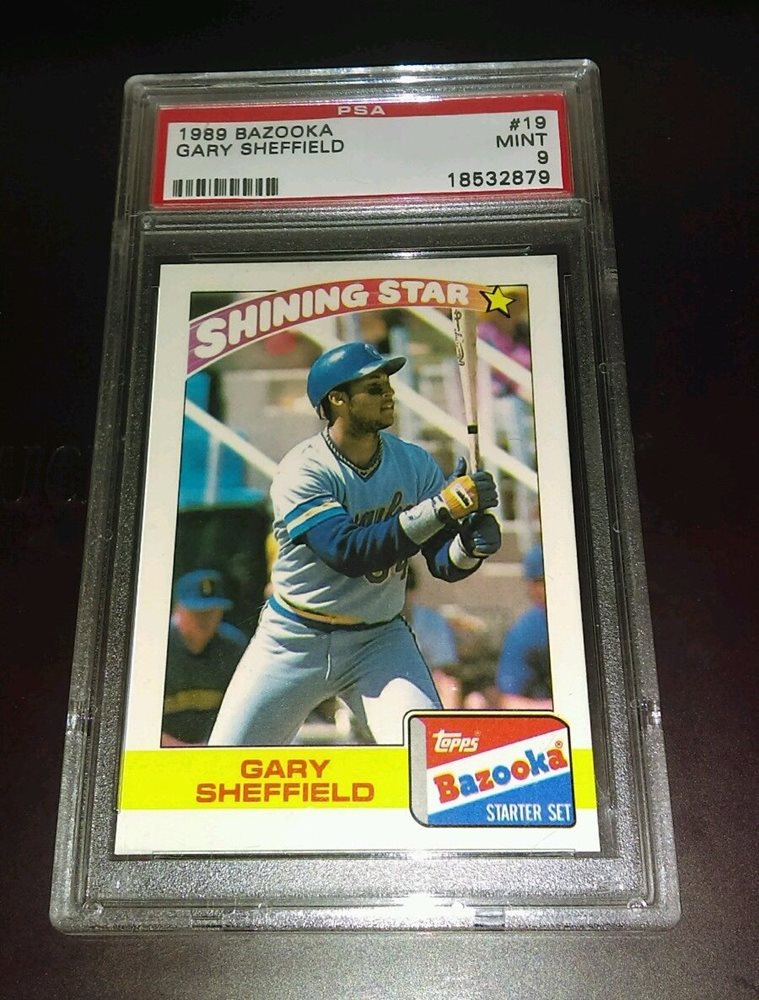 PSA
1989 BAZOOKA #19
GARY SHEFFIELD MINT
9
18532879
SHINING STAR
GARY
SHEFFIELD
topps
Bazooka
STARTER SET